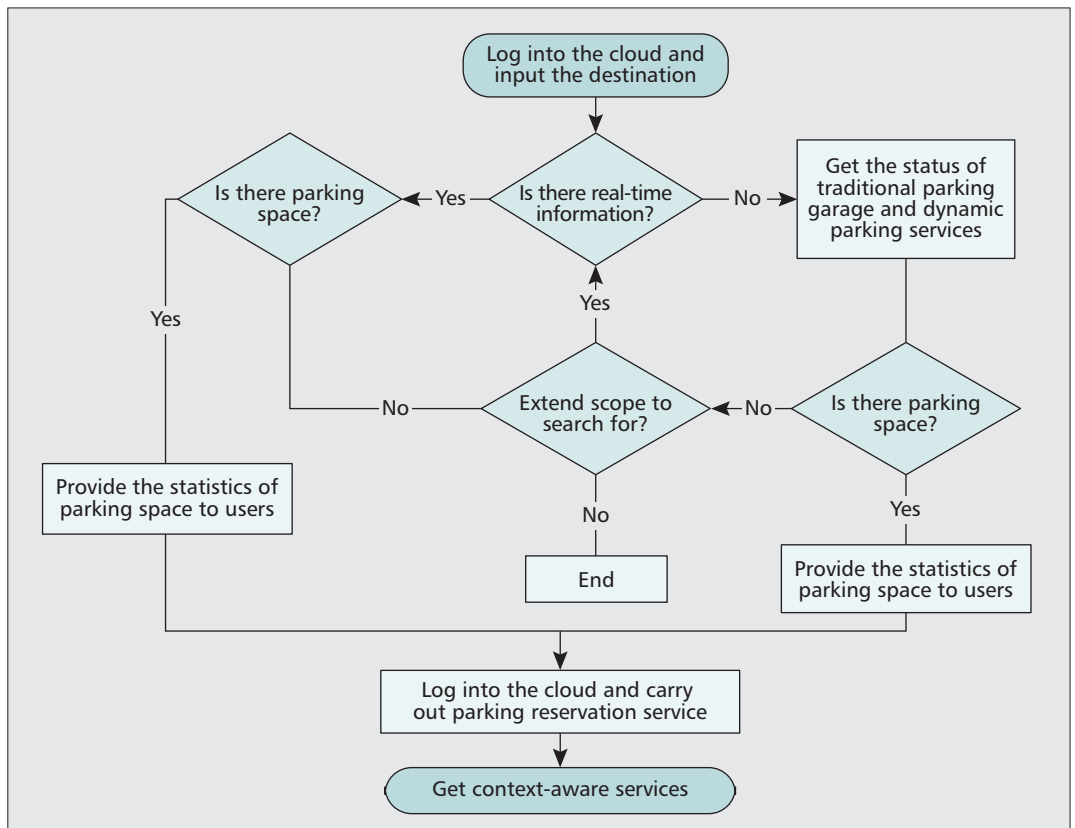 Log into the cloud and
input the destination
Is there parking
space?
Yes
Is there real-time
information?
No
Get the status of
traditional parking
garage and dynamic
parking services
Yes
Yes
No
Extend scope to
search for?
No
Is there parking
space?
Provide the statistics of
parking space to users
No
Yes
End
Provide the statistics of
parking space to users
Log into the cloud and carry
out parking reservation service
Get context-aware services